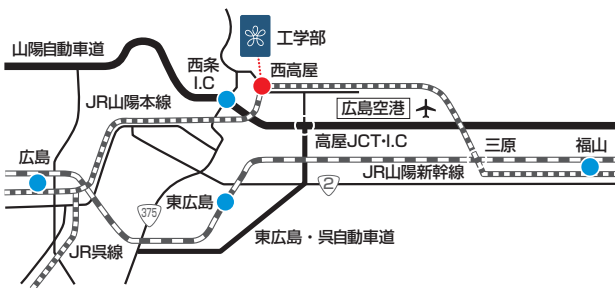 工学部
山陽自動車道
西条
I.C
西高屋
JR山陽本線
広島空港
高屋JCT・I.C
三原
福山
広島
JR山陽新幹線
2
東広島
375
東広島・呉自動車道
JR呉線